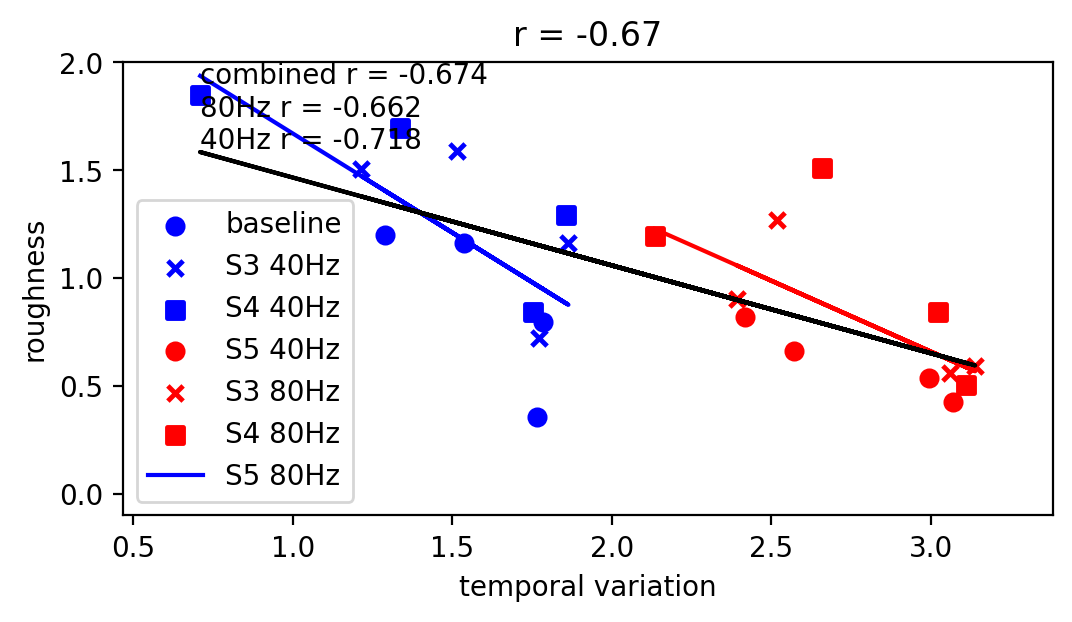 r = -0.67
combined r = -0.674
80Hz r = -0.662
40Hz r = -0.718
roughness
2.0
1.5
1.0
0.5
0.0
baseline
S3 40Hz
S4 40Hz
S5 40Hz
S3 80Hz
S4 80Hz
S5 80Hz
0.5 1.0 1.5 2.0 2.5 3.0
temporal variation